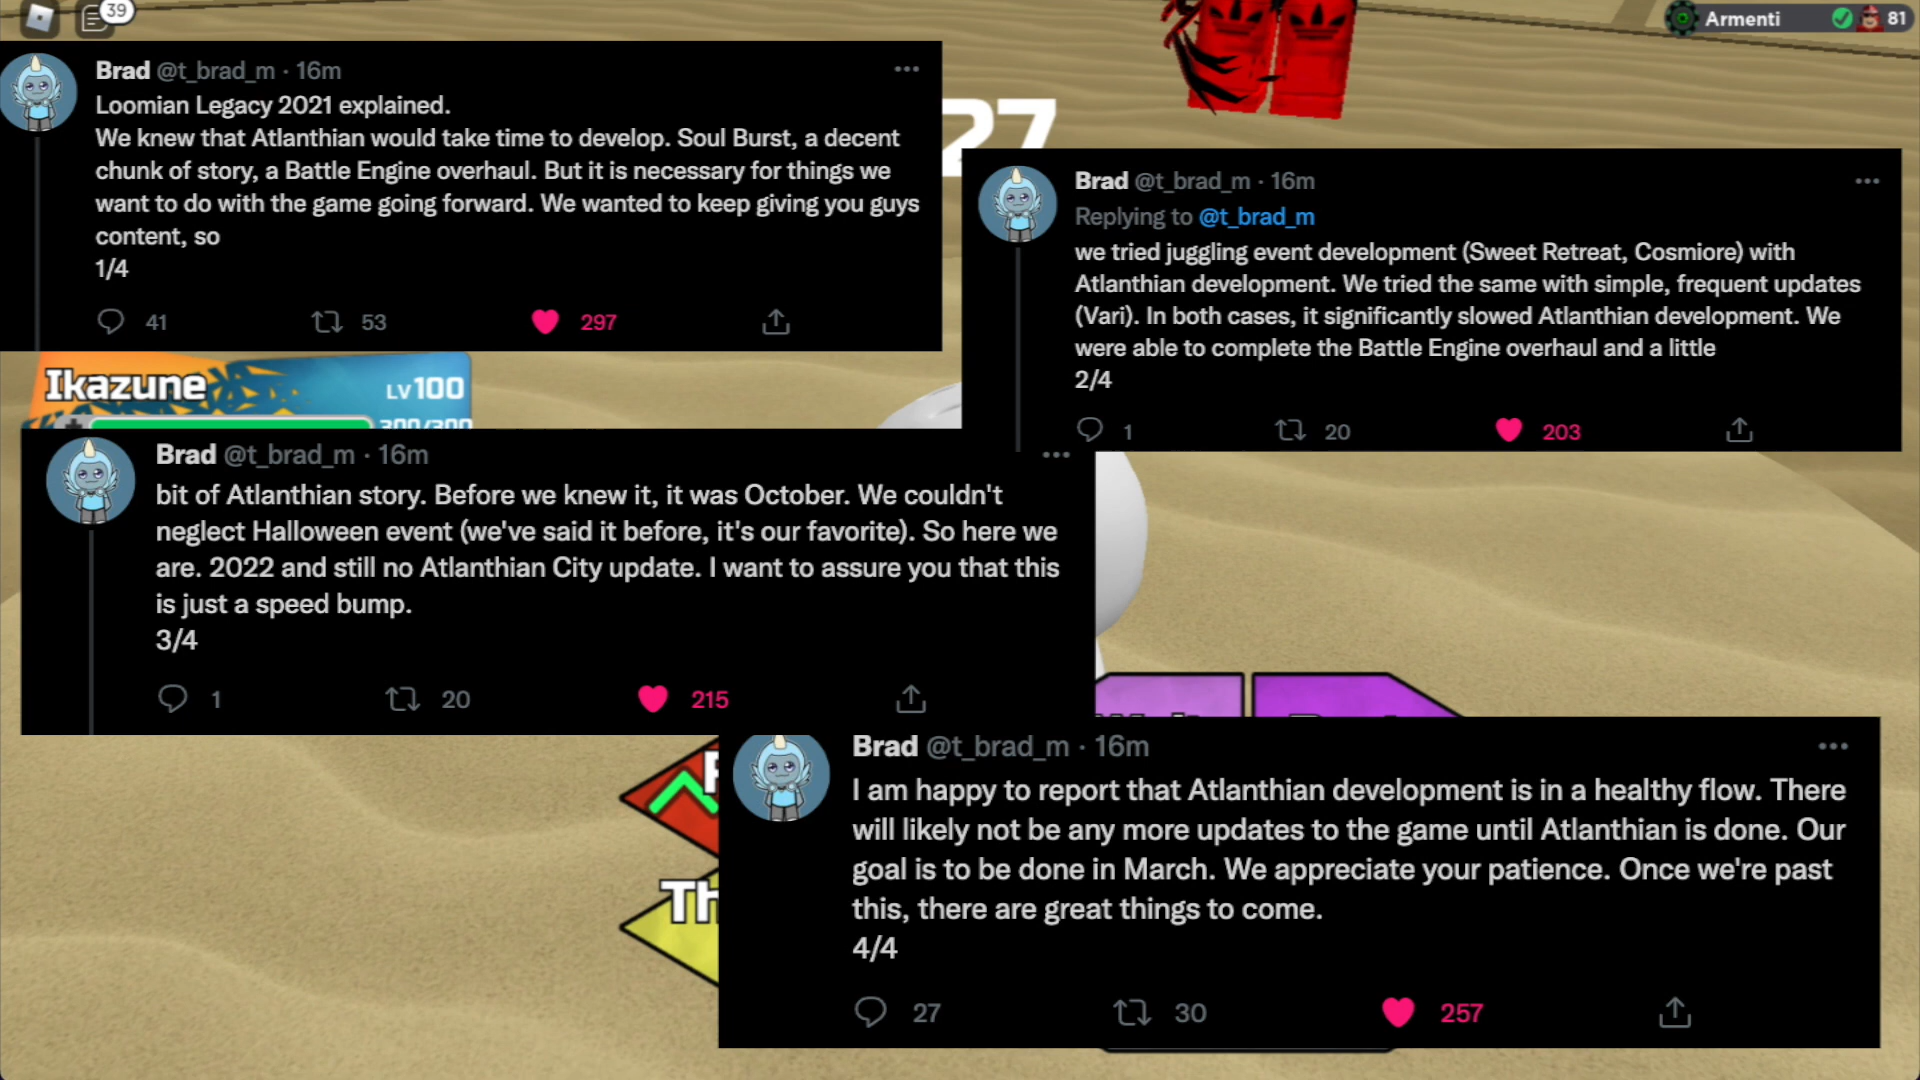 39
Armenti
81
Brad @t_brad_m · 16m
Loomian Legacy 2021 explained.
We knew that Atlanthian would take time to develop. Soul Burst, a decent
chunk of story, a Battle Engine overhaul. But it is necessary for things we
want to do with the game going forward. We wanted to keep giving you guys
content, so
1/4
41 53 297
27
Brad @t_brad_m · 16m
Replying to @t_brad_m
we tried juggling event development (Sweet Retreat, Cosmiore) with
Atlanthian development. We tried the same with simple, frequent updates
(Vari). In both cases, it significantly slowed Atlanthian development. We
were able to complete the Battle Engine overhaul and a little
2/4
1 20 203
Ikazune LV100
300/300
Brad @t_brad_m · 16m
bit of Atlanthian story. Before we knew it, it was October. We couldn't
neglect Halloween event (we've said it before, it's our favorite). So here we
are. 2022 and still no Atlanthian City update. I want to assure you that this
is just a speed bump.
3/4
1 20 215
Th
Brad @t_brad_m · 16m
I am happy to report that Atlanthian development is in a healthy flow. There
will likely not be any more updates to the game until Atlanthian is done. Our
goal is to be done in March. We appreciate your patience. Once we're past
this, there are great things to come.
4/4
27 30 257